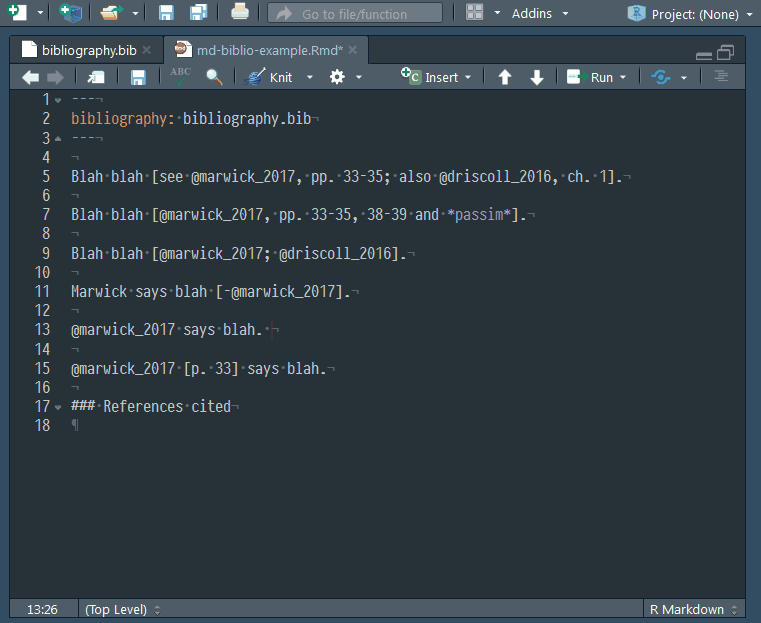 Go to file/function
Addins
Project: (None)
bibliography.bib
md-biblio-example.Rmd*
ABC
Knit
C
Insert
Run
R
1 ---
2 bibliography: bibliography.bib
3 ---
4
5 Blah blah [see @marwick_2017, pp. 33-35; also @driscoll_2016, ch. 1].
6
7 Blah blah [@marwick_2017, pp. 33-35, 38-39 and *passim*].
8
9 Blah blah [@marwick_2017; @driscoll_2016].
10
11 Marwick says blah [-@marwick_2017].
12
13 @marwick_2017 says blah.
14
15 @marwick_2017 [p. 33] says blah.
16
17 ### References cited
18
13:26 (Top Level) R Markdown